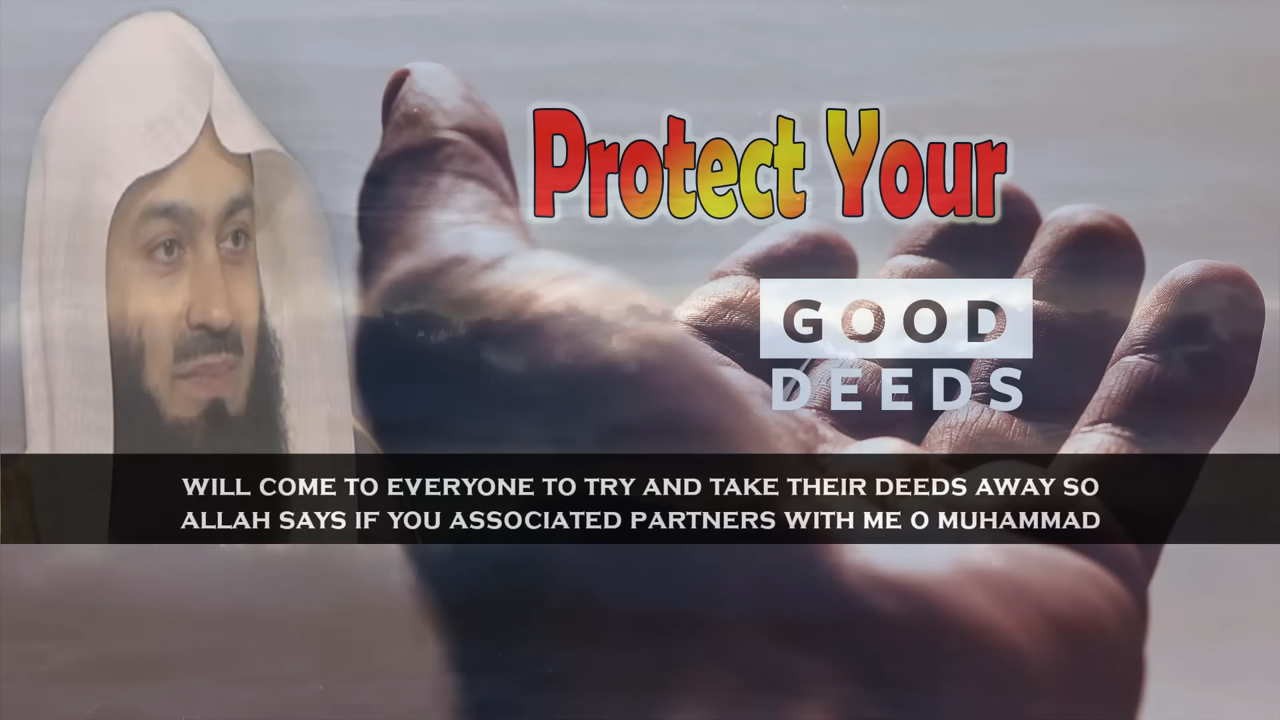 Protect Your
GOOD
DEEDS
WILL COME TO EVERYONE TO TRY AND TAKE THEIR DEEDS AWAY SO
ALLAH SAYS IF YOU ASSOCIATED PARTNERS WITH ME O MUHAMMAD